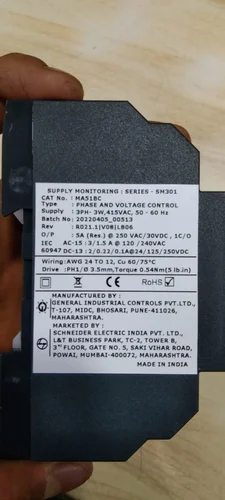 SUPPLY MONITORING : SERIES - SM301
CAT No. : MA51BC
Type : PHASE AND VOLTAGE CONTROL
Supply : 3PH- 3W,415VAC, 50 - 60 Hz
Batch No: 20220405_00513
Rev : R021.1|V08|LB06
O/P : 5A (Res) @ 250 VAC/30VDC, 1C/O
IEC AC-15 : 3/1.5 A @ 120 /240VAC
60947 DC-13 : 2/0.22/0.1A@24/125/250VDC
Wiring: AWG 24 TO 12, Cu 60/75°C
Drive :PH1/Ø 3.5mm,Torque 0.54Nm(5 lb.in)
CE RoHS ✓
MFG BY:
GENERAL INDUSTRIAL CONTROLS PVT.LTD.,
T-107, MIDC, BHOSARI, PUNE-411026,
MAHARASHTRA.
MKTD BY:
SCHNEIDER ELECTRIC INDIA PVT. LTD.,
L&T BUSINESS PARK, TC-2, TOWER B,
3RD FLOOR, GATE NO. 5, SAKI VIHAR ROAD,
POWAI, MUMBAI-400072, MAHARASHTRA.
MADE IN INDIA